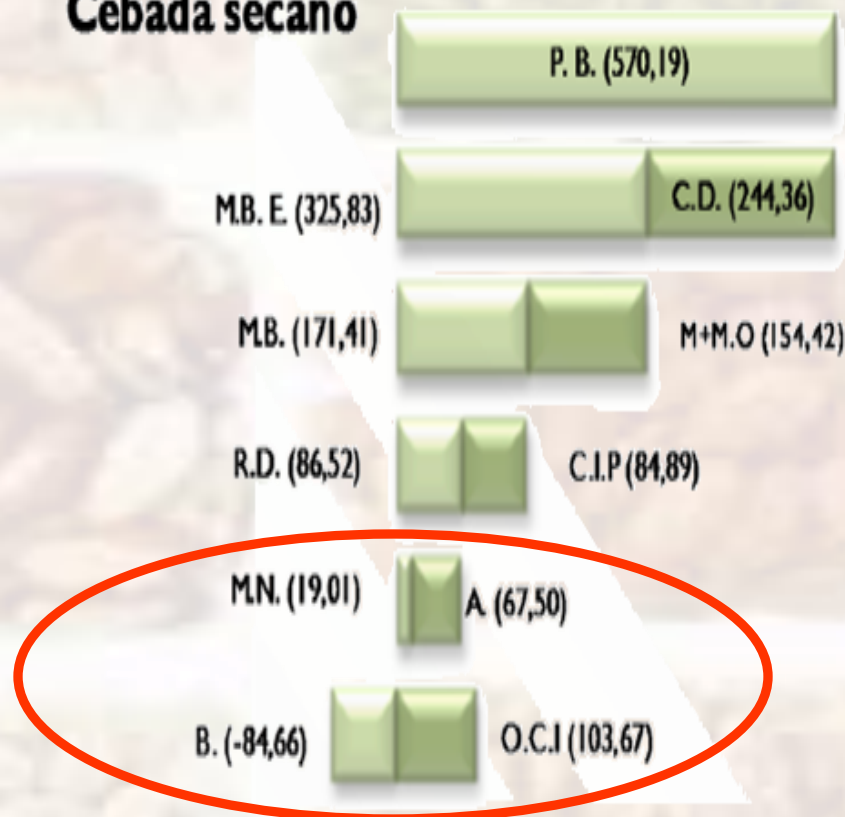 Cebada secano
P. B. (570,19)
M.B. E. (325,83) C.D. (244,36)
M.B. (171,41) M+M.O (154,42)
R.D. (86,52) C.I.P (84,89)
M.N. (19,01) A. (67,50)
B. (-84,66) O.C.I (103,67)